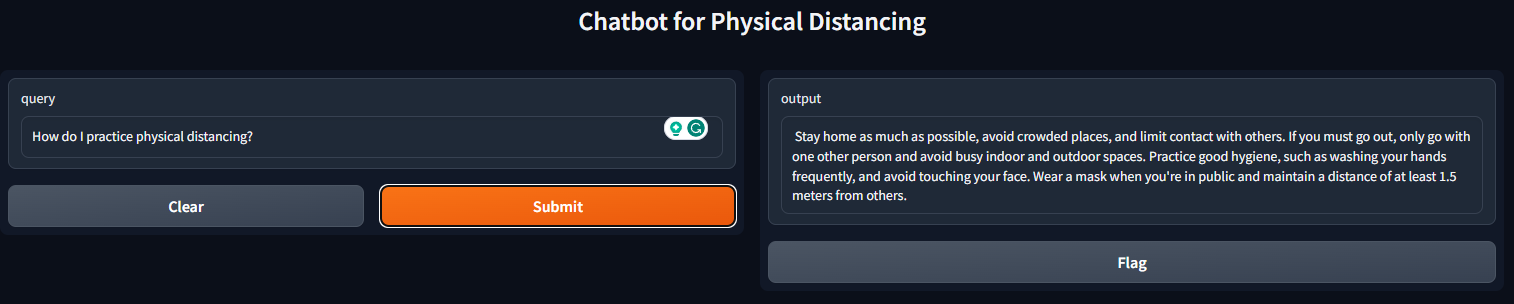 Chatbot for Physical Distancing
query
How do I practice physical distancing?
Clear
Submit
output
Stay home as much as possible, avoid crowded places, and limit contact with others. If you must go out, only go with
one other person and avoid busy indoor and outdoor spaces. Practice good hygiene, such as washing your hands
frequently, and avoid touching your face. Wear a mask when you're in public and maintain a distance of at least 1.5
meters from others.
Flag